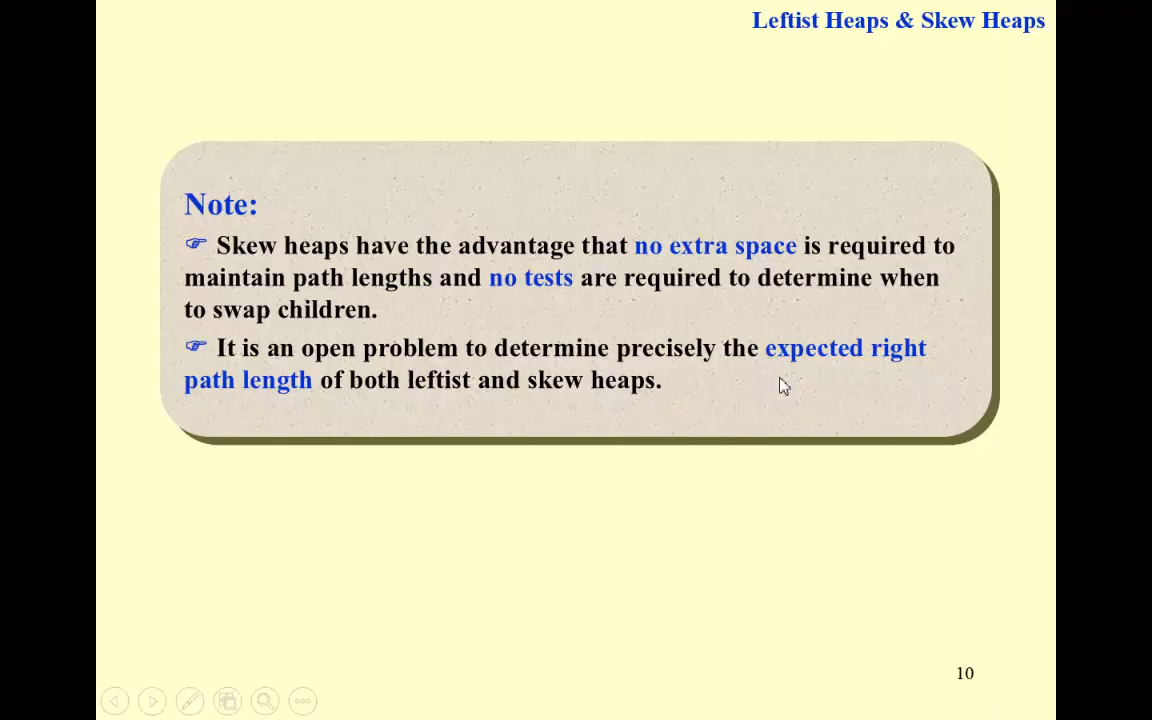 Leftist Heaps & Skew Heaps
Note:
☞ Skew heaps have the advantage that no extra space is required to
maintain path lengths and no tests are required to determine when
to swap children.
☞ It is an open problem to determine precisely the expected right
path length of both leftist and skew heaps.
10